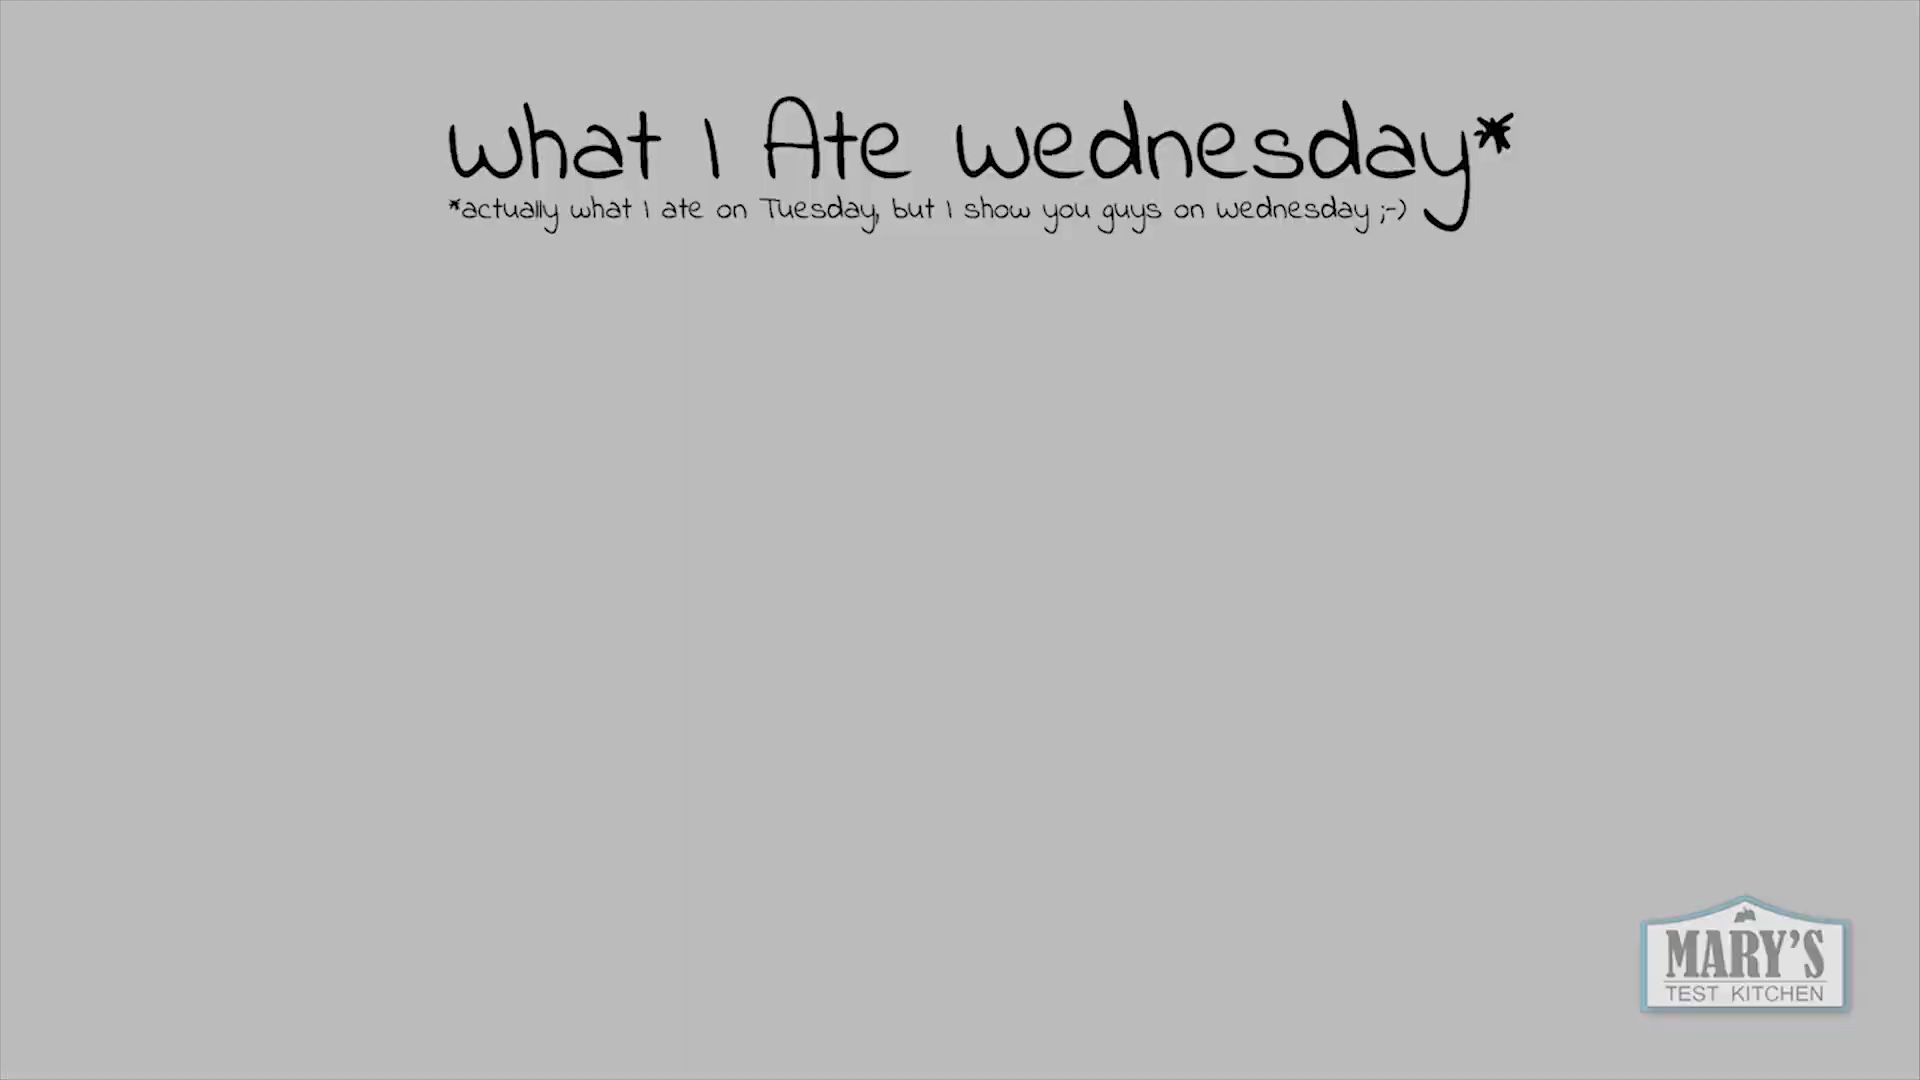 What I Ate Wednesday*
*actually what I ate on Tuesday, but I show you guys on Wednesday ;-)
MARY'S
TEST KITCHEN